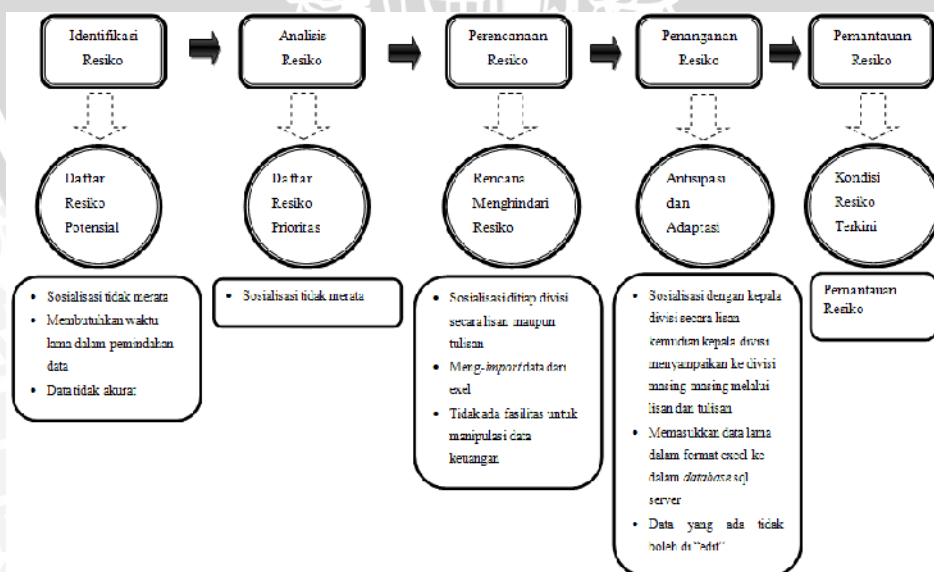 Identifikasi
Resiko
Analisis
Resiko
Perencanaan
Resiko
Penanganan
Resiko
Pemantauan
Resiko
Daftar
Resiko
Potensial
Daftar
Resiko
Prioritas
Rencana
Menghindari
Resiko
Antisipasi
dan
Adaptasi
Kondisi
Resiko
Terkini
• Sosialisasi tidak merata
• Membutuhkan waktu
lama dalam pemindahan
data
• Data tidak akurat
• Sosialisasi tidak merata
• Sosialisasi ditiap divisi
secara lisan maupun
tulisan
• Meng-import data dari
exel
• Tidak ada fasilitas untuk
manipulasi data
keuangan
• Sosialisasi dengan kepala
divisi secara lisan
kemudian kepala divisi
menyampaikan ke divisi
masing-masing melalui
lisan dan tulisan
• Memasukkan data lama
dalam format excel ke
dalam database sql
server
• Data yang ada tidak
boleh di "edit"
Pemantauan
Resiko